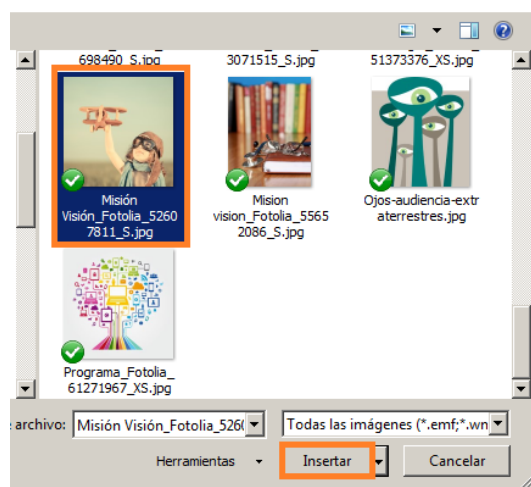 698490_S.jpg
3071515_S.jpg
51373376_XS.jpg
Misión
Visión_Fotolia_5260
7811_S.jpg
Mision
vision_Fotolia_5565
2086_S.jpg
Ojos-audiencia-extr
aterrestres.jpg
Programa_Fotolia_
61271967_XS.jpg
archivo:
Misión Visión_Fotolia_526
Todas las imágenes (*.emf;*.wn
Herramientas
Insertar
Cancelar